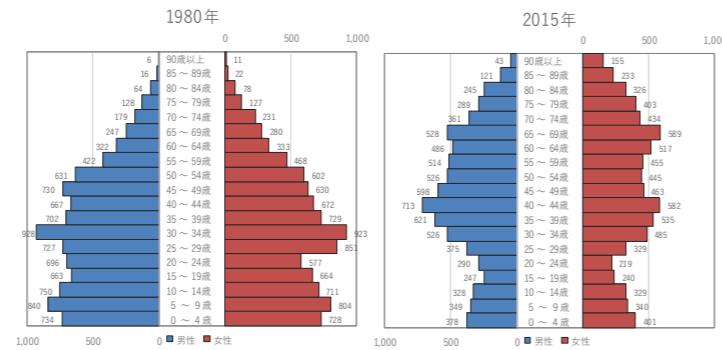 1980年
2015年
0 500 1,000
0 500 1,000
6 90歳以上 11
16 85 ～ 89歳 22
64 80 ～ 84歳 78
128 75 ～ 79歳 127
179 70 ～ 74歳 231
247 65 ～ 69歳 280
322 60 ～ 64歳 333
422 55 ～ 59歳 468
631 50 ～ 54歳 602
730 45 ～ 49歳 630
667 40 ～ 44歳 672
702 35 ～ 39歳 729
928 30 ～ 34歳 923
727 25 ～ 29歳 851
696 20 ～ 24歳 577
663 15 ～ 19歳 664
750 10 ～ 14歳 711
840 5 ～ 9歳 804
734 0 ～ 4歳 728
1,000 500 0
男性 女性
43 90歳以上 155
121 85 ～ 89歳 233
245 80 ～ 84歳 326
289 75 ～ 79歳 403
361 70 ～ 74歳 434
528 65 ～ 69歳 589
486 60 ～ 64歳 517
514 55 ～ 59歳 455
526 50 ～ 54歳 445
598 45 ～ 49歳 463
713 40 ～ 44歳 582
621 35 ～ 39歳 535
526 30 ～ 34歳 485
375 25 ～ 29歳 329
290 20 ～ 24歳 219
247 15 ～ 19歳 240
328 10 ～ 14歳 329
349 5 ～ 9歳 340
378 0 ～ 4歳 401
1,000 500 0
男性 女性